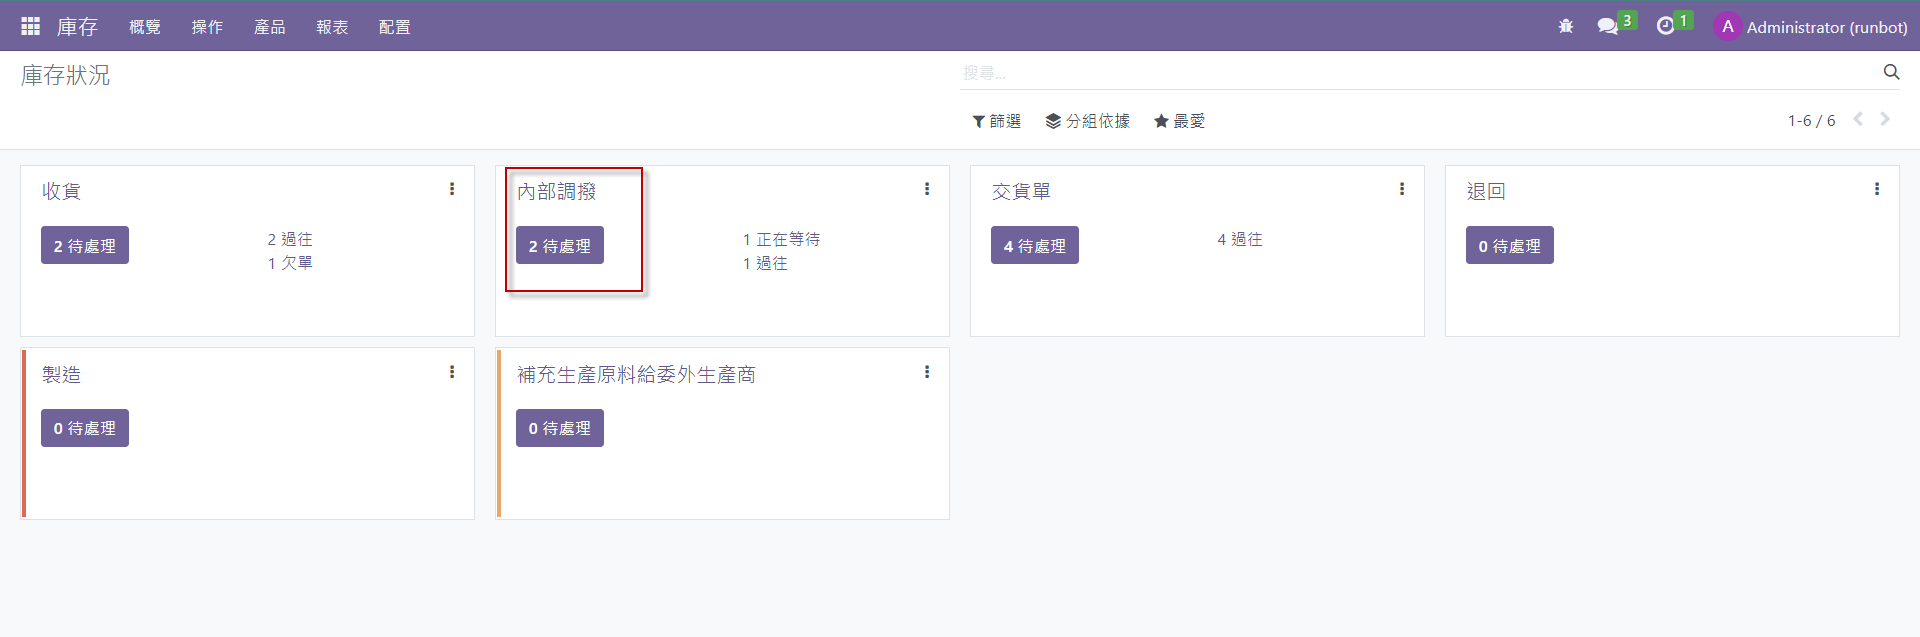 庫存 概覽 操作 產品 報表 配置 3 1 A Administrator (runbot)
庫存狀況 搜尋...
篩選 分組依據 最愛 1-6 / 6
收貨
2 待處理
2 過往
1 欠單
內部調撥
2 待處理
1 正在等待
1 過往
交貨單
4 待處理
4 過往
退回
0 待處理
製造
0 待處理
補充生產原料給委外生產商
0 待處理